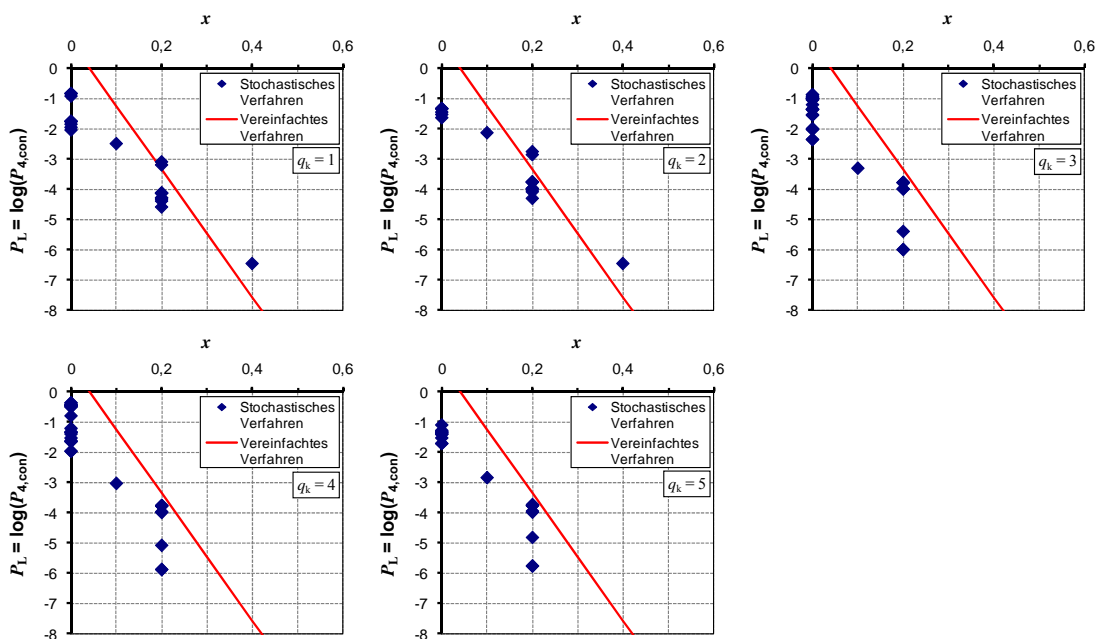 x
0 0,2 0,4 0,6
0
-1
-2
-3
-4
-5
-6
-7
-8
P_L = log(P_4,con)
Stochastisches
Verfahren
Vereinfachtes
Verfahren
q_k = 1
x
0 0,2 0,4 0,6
0
-1
-2
-3
-4
-5
-6
-7
-8
P_L = log(P_4,con)
Stochastisches
Verfahren
Vereinfachtes
Verfahren
q_k = 2
x
0 0,2 0,4 0,6
0
-1
-2
-3
-4
-5
-6
-7
-8
P_L = log(P_4,con)
Stochastisches
Verfahren
Vereinfachtes
Verfahren
q_k = 3
x
0 0,2 0,4 0,6
0
-1
-2
-3
-4
-5
-6
-7
-8
P_L = log(P_4,con)
Stochastisches
Verfahren
Vereinfachtes
Verfahren
q_k = 4
x
0 0,2 0,4 0,6
0
-1
-2
-3
-4
-5
-6
-7
-8
P_L = log(P_4,con)
Stochastisches
Verfahren
Vereinfachtes
Verfahren
q_k = 5